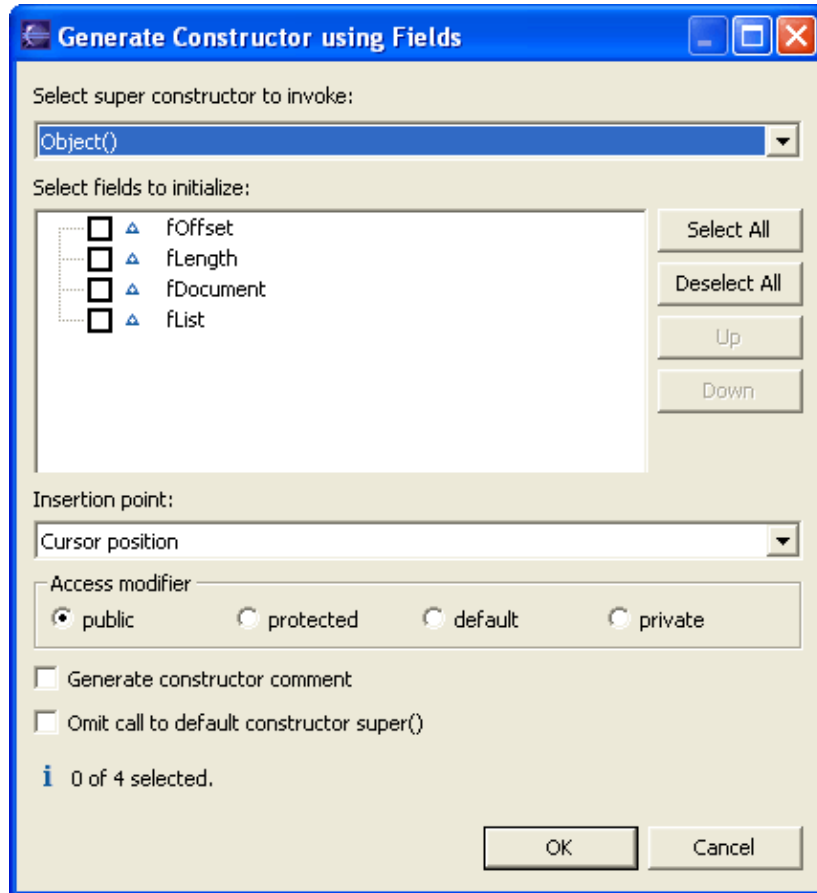 Generate Constructor using Fields
Select super constructor to invoke:
Object()
Select fields to initialize:
fOffset
fLength
fDocument
fList
Select All
Deselect All
Up
Down
Insertion point:
Cursor position
Access modifier
public protected default private
Generate constructor comment
Omit call to default constructor super()
i 0 of 4 selected.
OK Cancel